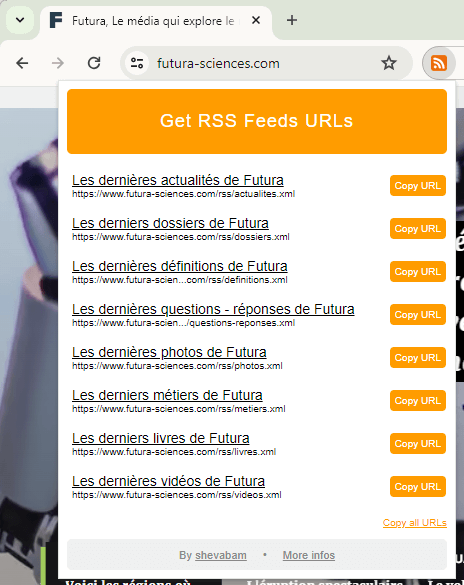 Futura, Le média qui explore le
futura-sciences.com
Get RSS Feeds URLs
Les dernières actualités de Futura
https://www.futura-sciences.com/rss/actualites.xml
Copy URL
Les derniers dossiers de Futura
https://www.futura-sciences.com/rss/dossiers.xml
Copy URL
Les dernières définitions de Futura
https://www.futura-scien...com/rss/definitions.xml
Copy URL
Les dernières questions - réponses de Futura
https://www.futura-scien.../questions-reponses.xml
Copy URL
Les dernières photos de Futura
https://www.futura-sciences.com/rss/photos.xml
Copy URL
Les derniers métiers de Futura
https://www.futura-sciences.com/rss/metiers.xml
Copy URL
Les derniers livres de Futura
https://www.futura-sciences.com/rss/livres.xml
Copy URL
Les dernières vidéos de Futura
https://www.futura-sciences.com/rss/videos.xml
Copy URL
Copy all URLs
By shevabam • More infos
Voici les régions où L'éruption spectaculaire Le